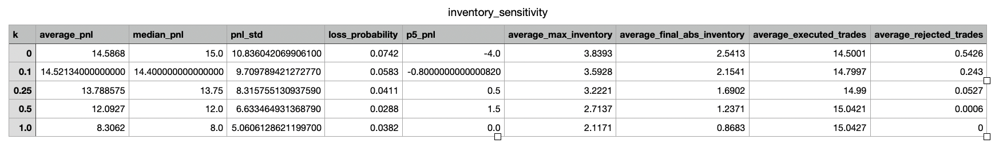 inventory_sensitivity
k average_pnl median_pnl pnl_std loss_probability p5_pnl average_max_inventory average_final_abs_inventory average_executed_trades average_rejected_trades
0 14.5868 15.0 10.836042069906100 0.0742 -4.0 3.8393 2.5413 14.5001 0.5426
0.1 14.52134000000000 14.400000000000000 9.709789421272770 0.0583 -0.8000000000000820 3.5928 2.1541 14.7997 0.243
0.25 13.788575 13.75 8.315755130937590 0.0411 0.5 3.2221 1.6902 14.99 0.0527
0.5 12.0927 12.0 6.633464931368790 0.0288 1.5 2.7137 1.2371 15.0421 0.0006
1.0 8.3062 8.0 5.0606128621199700 0.0382 0.0 2.1171 0.8683 15.0427 0